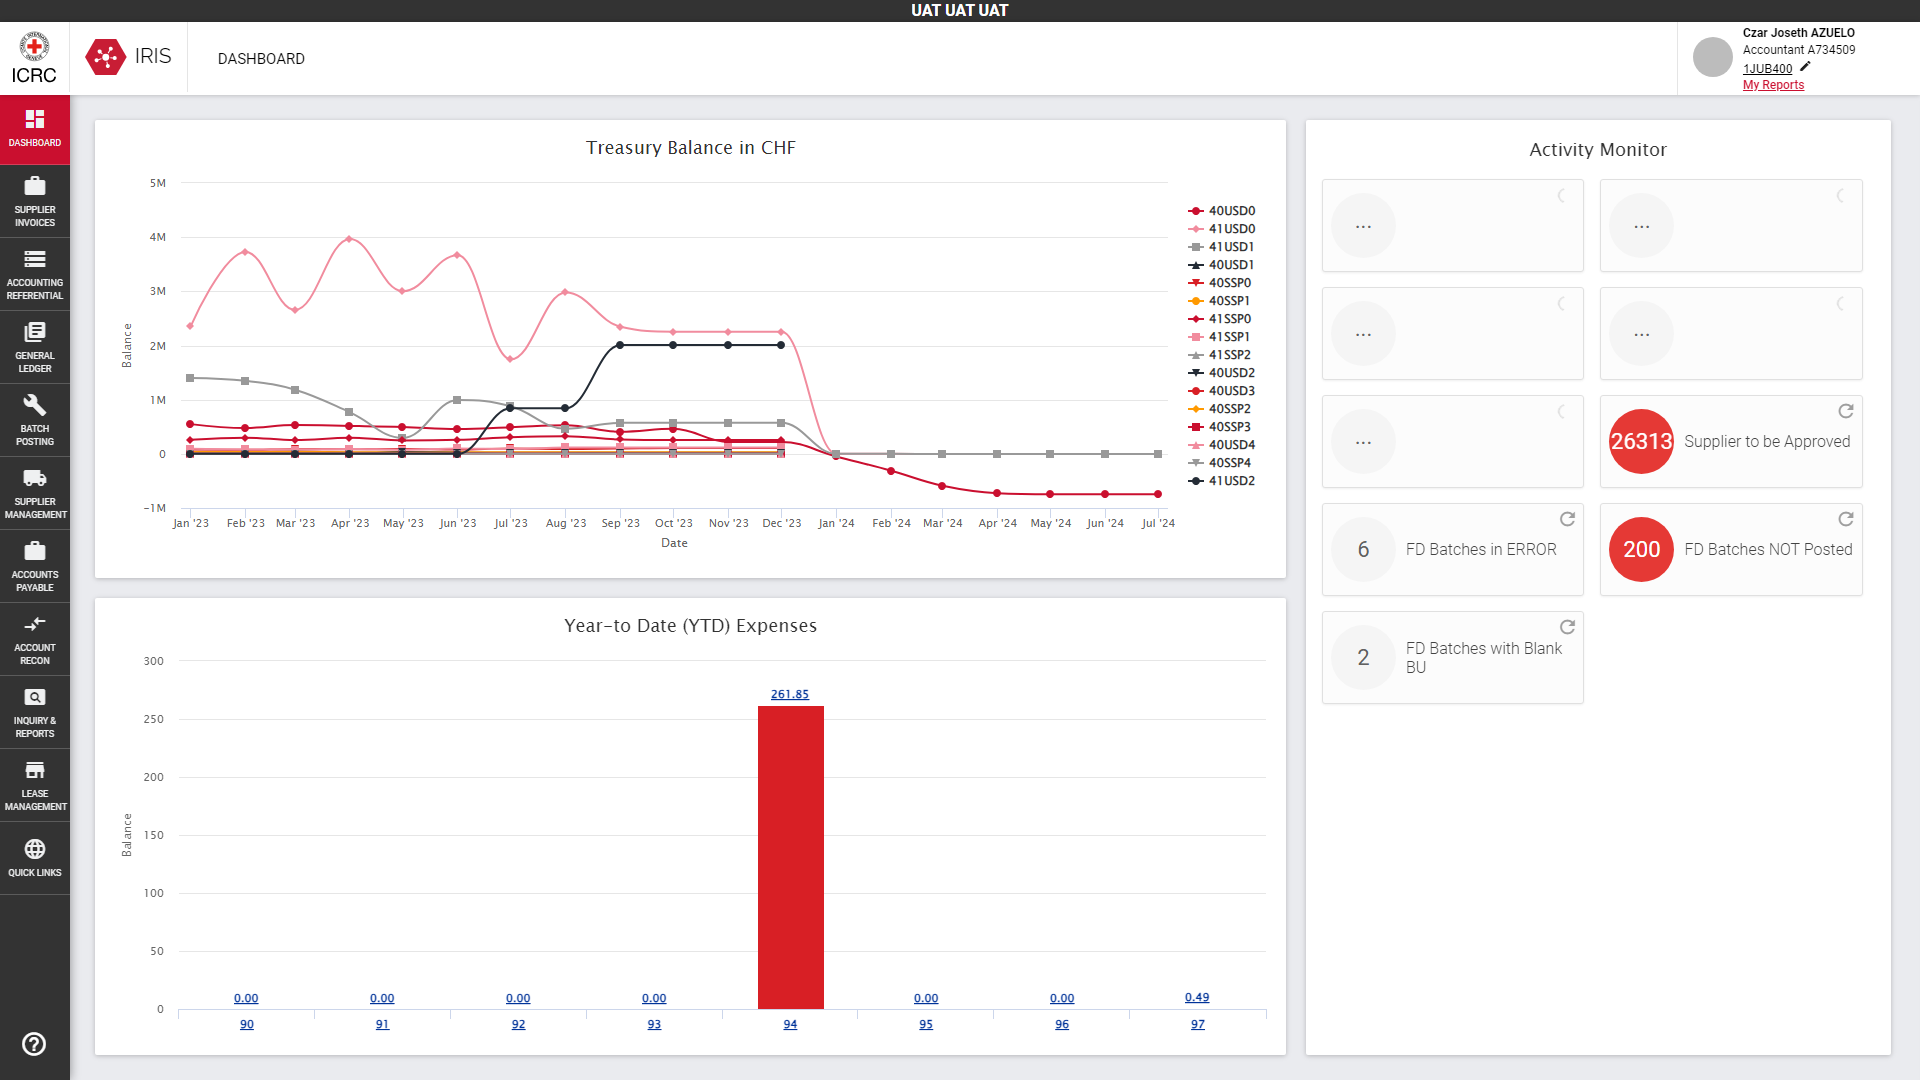 UAT UAT UAT
ICRC
IRIS
DASHBOARD
Czar Joseth AZUELO
Accountant A734509
1JUB400
My Reports
DASHBOARD
SUPPLIER
INVOICES
ACCOUNTING
REFERENTIAL
GENERAL
LEDGER
BATCH
POSTING
SUPPLIER
MANAGEMENT
ACCOUNTS
PAYABLE
ACCOUNT
RECON
INQUIRY &
REPORTS
LEASE
MANAGEMENT
QUICK LINKS
Treasury Balance in CHF
5M
4M
3M
2M
1M
0
-1M
Balance
Jan '23 Feb '23 Mar '23 Apr '23 May '23 Jun '23 Jul '23 Aug '23 Sep '23 Oct '23 Nov '23 Dec '23 Jan '24 Feb '24 Mar '24 Apr '24 May '24 Jun '24 Jul '24
Date
40USD0
41USD0
41USD1
40USD1
40SSP0
40SSP1
41SSP0
41SSP1
41SSP2
40USD2
40USD3
40SSP2
40SSP3
40USD4
40SSP4
41USD2
Year-to Date (YTD) Expenses
300
250
200
150
100
50
0
Balance
0.00 0.00 0.00 0.00 261.85 0.00 0.00 0.49
90 91 92 93 94 95 96 97
Activity Monitor
... ...
... ...
...
26313 Supplier to be Approved
6 FD Batches in ERROR
200 FD Batches NOT Posted
2 FD Batches with Blank
BU